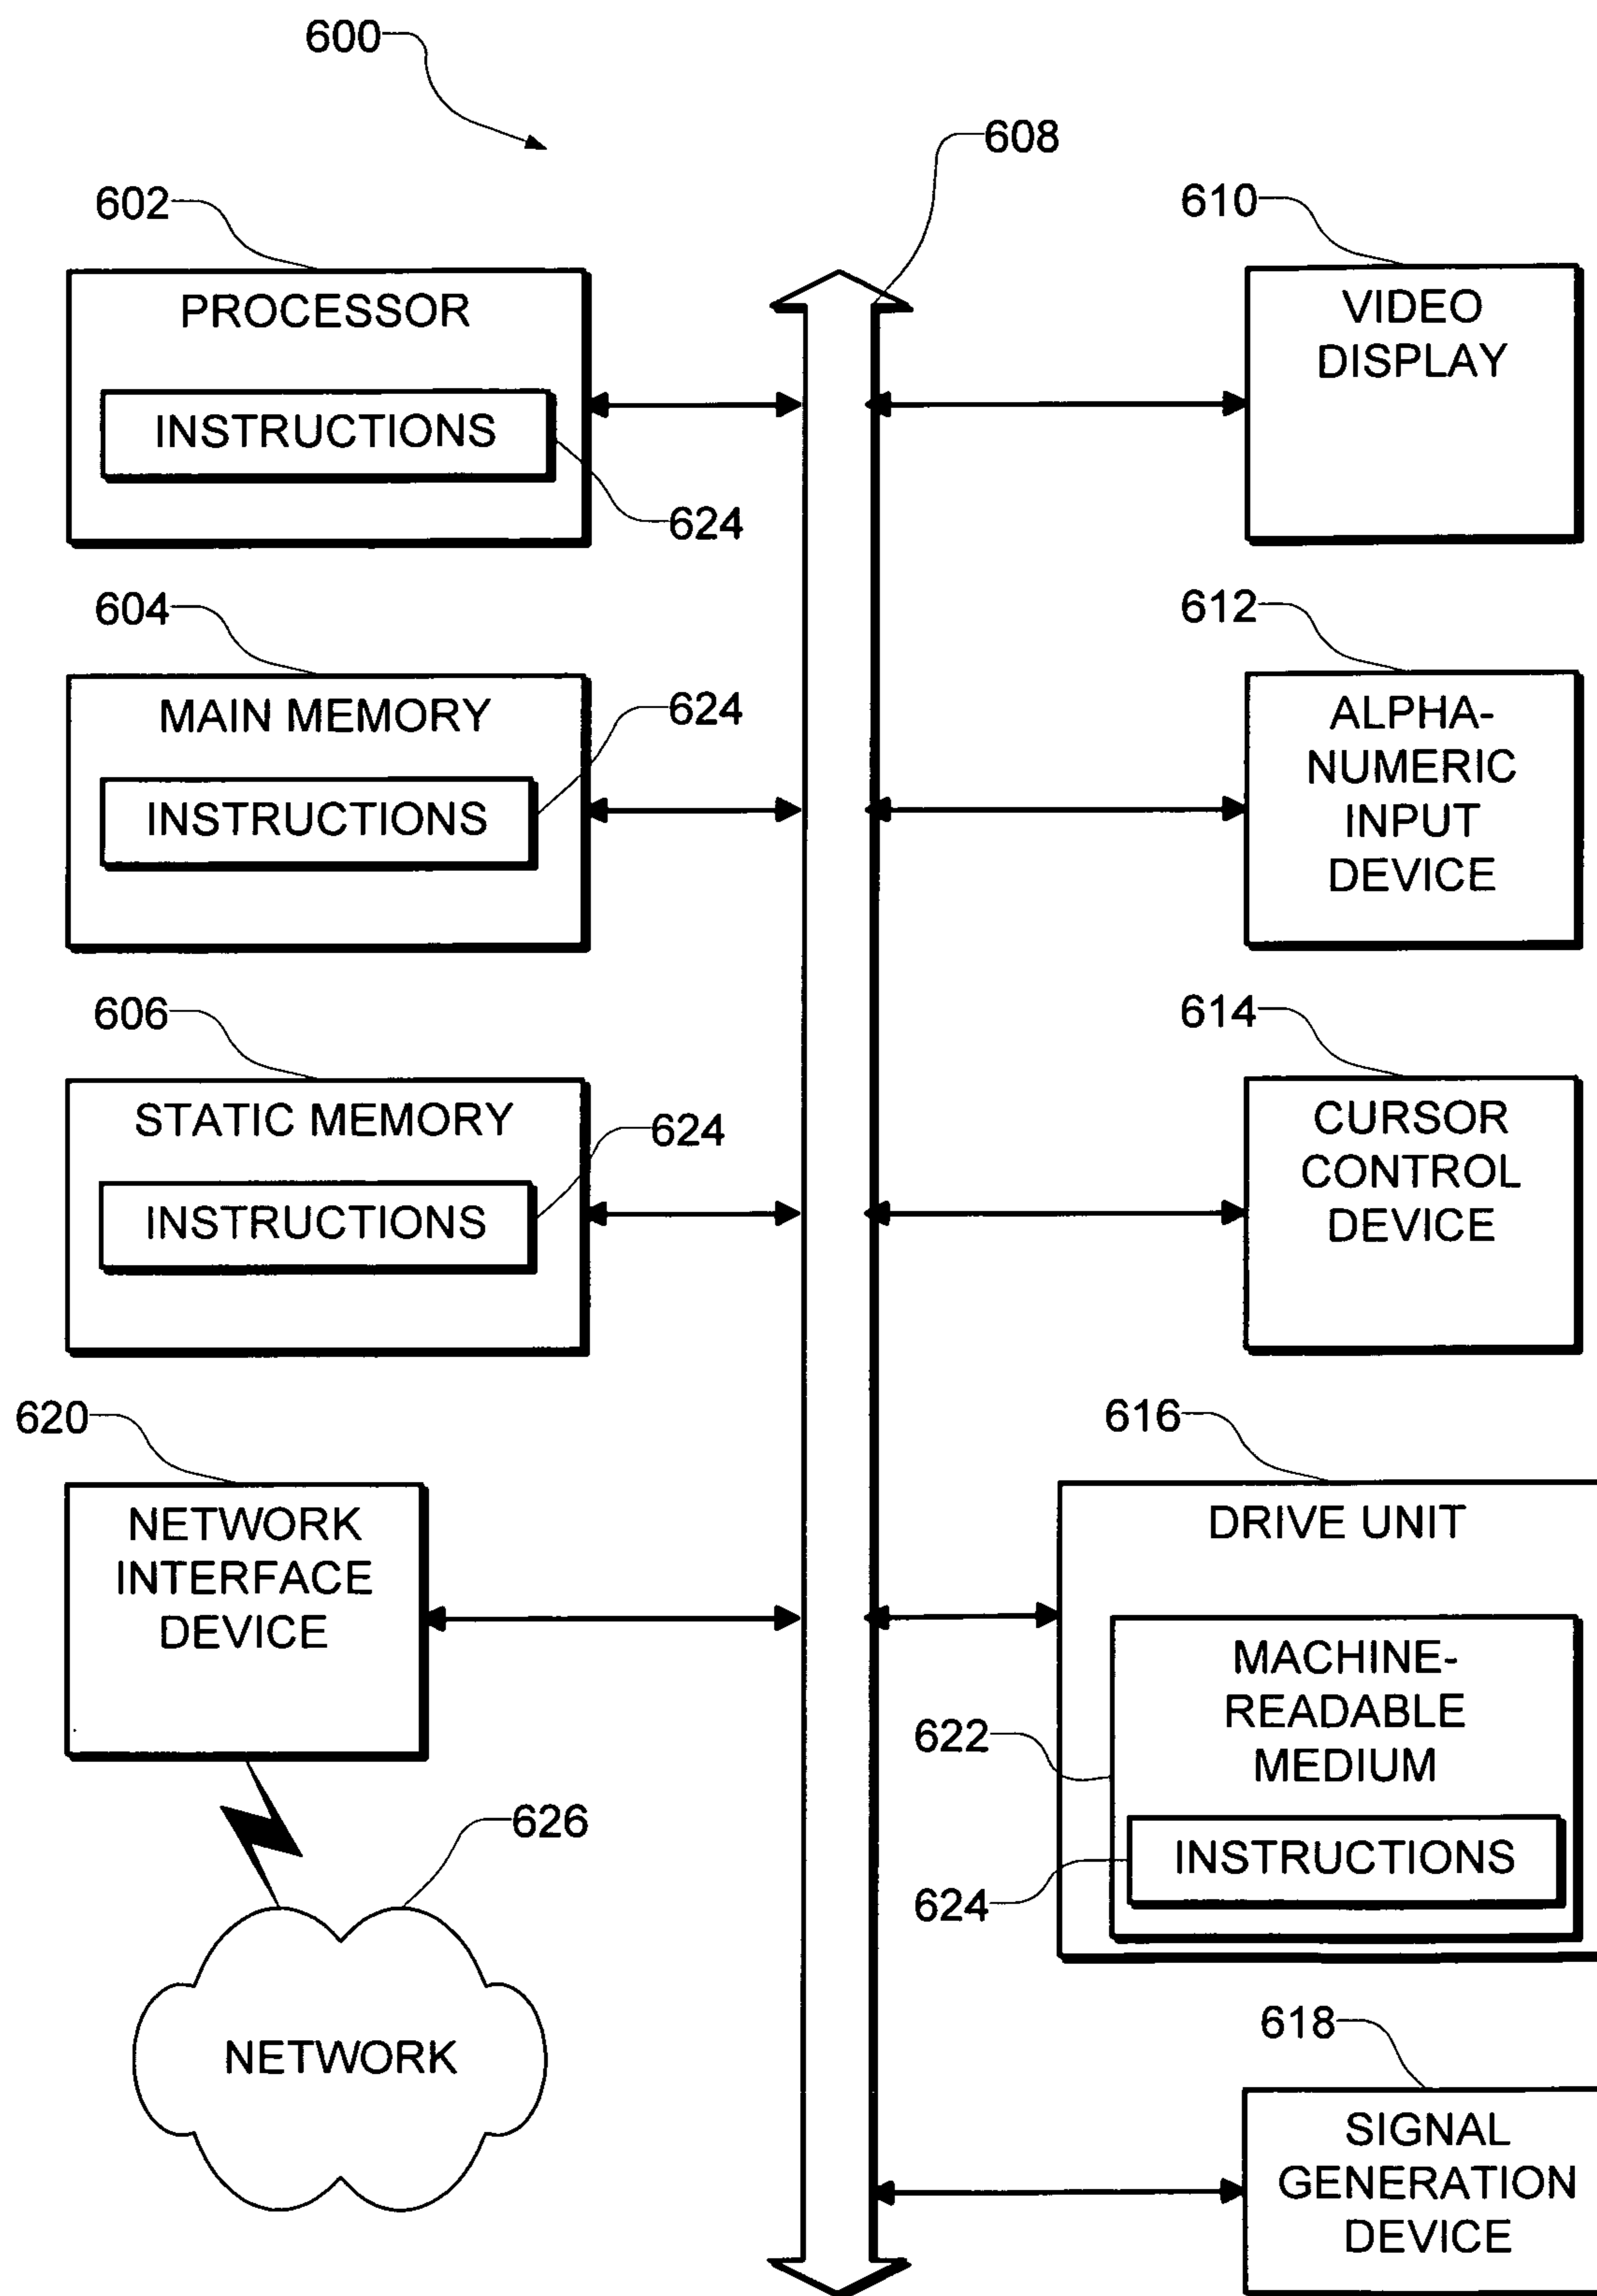 600
608
602
PROCESSOR
INSTRUCTIONS
624
610
VIDEO
DISPLAY
604
MAIN MEMORY
624
INSTRUCTIONS
612
ALPHA-
NUMERIC
INPUT
DEVICE
606
STATIC MEMORY
624
INSTRUCTIONS
614
CURSOR
CONTROL
DEVICE
620
NETWORK
INTERFACE
DEVICE
616
DRIVE UNIT
MACHINE-
READABLE
MEDIUM
622
INSTRUCTIONS
624
626
NETWORK
618
SIGNAL
GENERATION
DEVICE